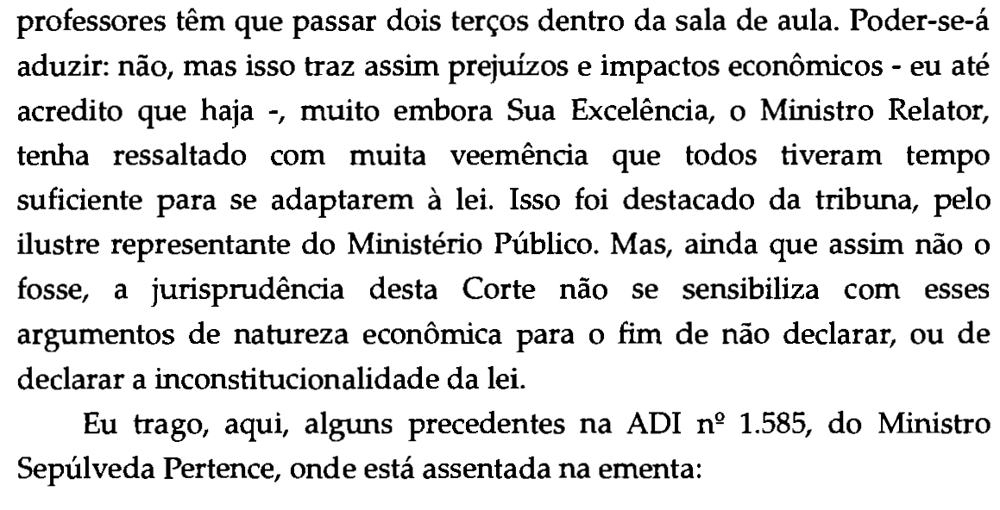 professores têm que passar dois terços dentro da sala de aula. Poder-se-á
aduzir: não, mas isso traz assim prejuízos e impactos econômicos - eu até
acredito que haja -, muito embora Sua Excelência, o Ministro Relator,
tenha ressaltado com muita veemência que todos tiveram tempo
suficiente para se adaptarem à lei. Isso foi destacado da tribuna, pelo
ilustre representante do Ministério Público. Mas, ainda que assim não o
fosse, a jurisprudência desta Corte não se sensibiliza com esses
argumentos de natureza econômica para o fim de não declarar, ou de
declarar a inconstitucionalidade da lei.
Eu trago, aqui, alguns precedentes na ADI nº 1.585, do Ministro
Sepúlveda Pertence, onde está assentada na ementa: